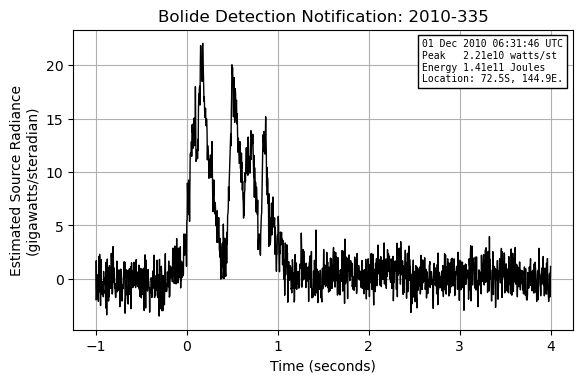 Bolide Detection Notification: 2010-335
01 Dec 2010 06:31:46 UTC
Peak   2.21e10 watts/st
Energy 1.41e11 Joules
Location: 72.5S, 144.9E.
Estimated Source Radiance
(gigawatts/steradian)
20
15
10
5
0
−1 0 1 2 3 4
Time (seconds)